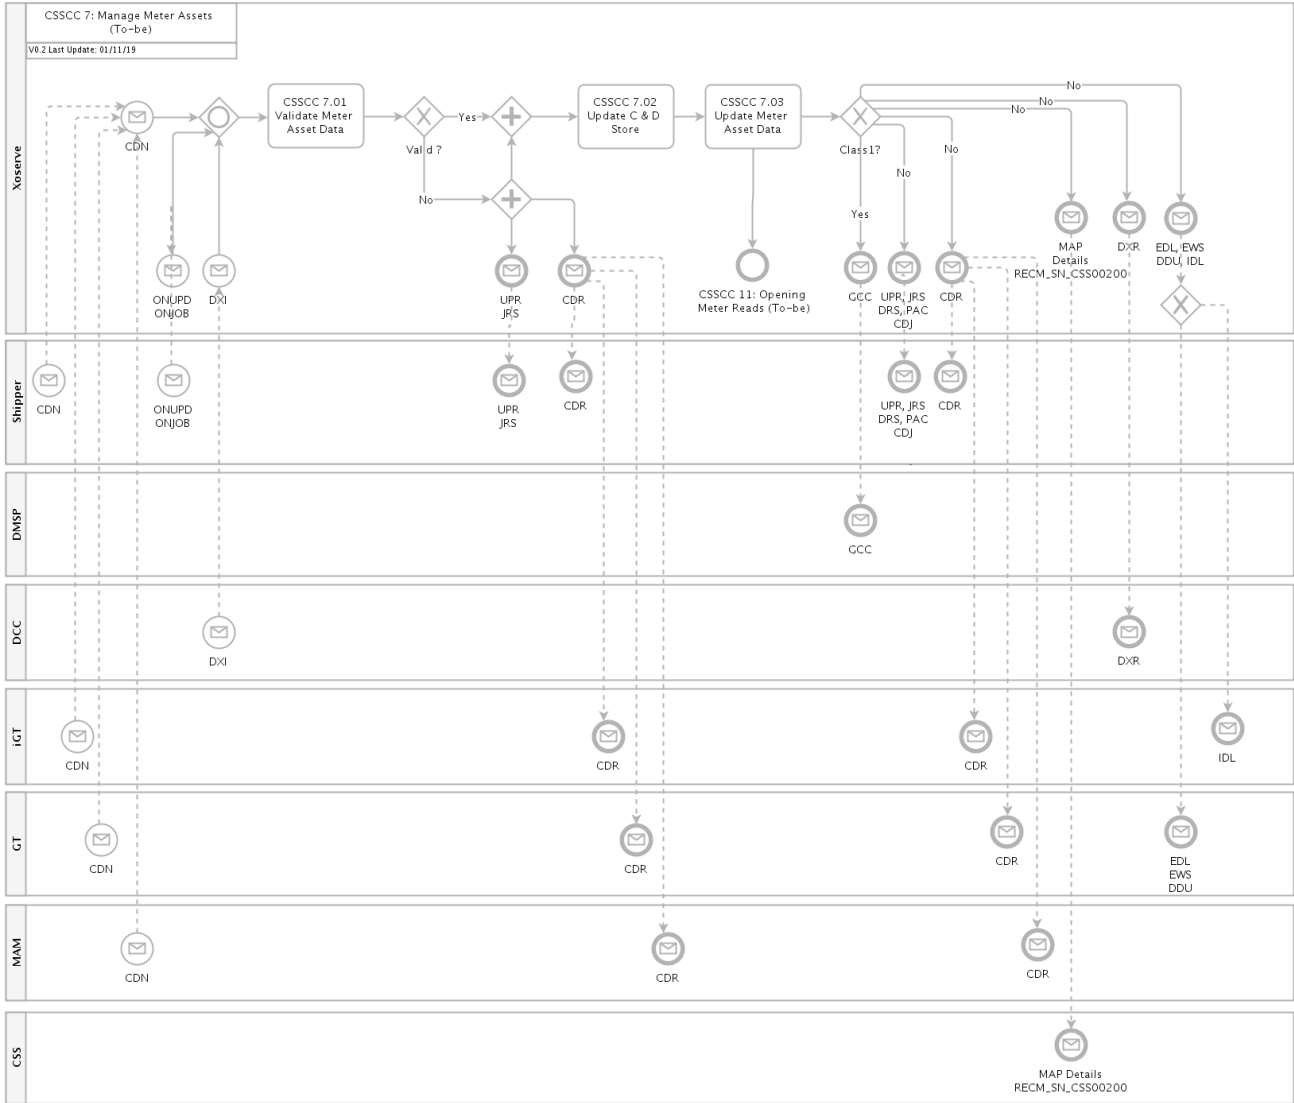 CSSCC 7: Manage Meter Assets
(To-be)
V0.2 Last Update: 01/11/19
Xoserve
CDN
CSSCC 7.01
Validate Meter
Asset Data
Valid ?
Yes
No
CSSCC 7.02
Update C & D
Store
CSSCC 7.03
Update Meter
Asset Data
Class1?
No
No
No
No
No
Yes
ONUPD
ONJOB
DXI
UPR
JRS
CDR
CSSCC 11: Opening
Meter Reads (To-be)
GCC
UPR, JRS
DRS, PAC
CDJ
CDR
MAP
Details
RECM_SN_CSS00200
DXR
EDL, EWS
DDU, IDL
Shipper
CDN
ONUPD
ONJOB
UPR
JRS
CDR
UPR, JRS
DRS, PAC
CDJ
CDR
DMSP
GCC
DCC
DXI
DXR
iGT
CDN
CDR
CDR
IDL
GT
CDN
CDR
CDR
EDL
EWS
DDU
MAM
CDN
CDR
CDR
CSS
MAP Details
RECM_SN_CSS00200